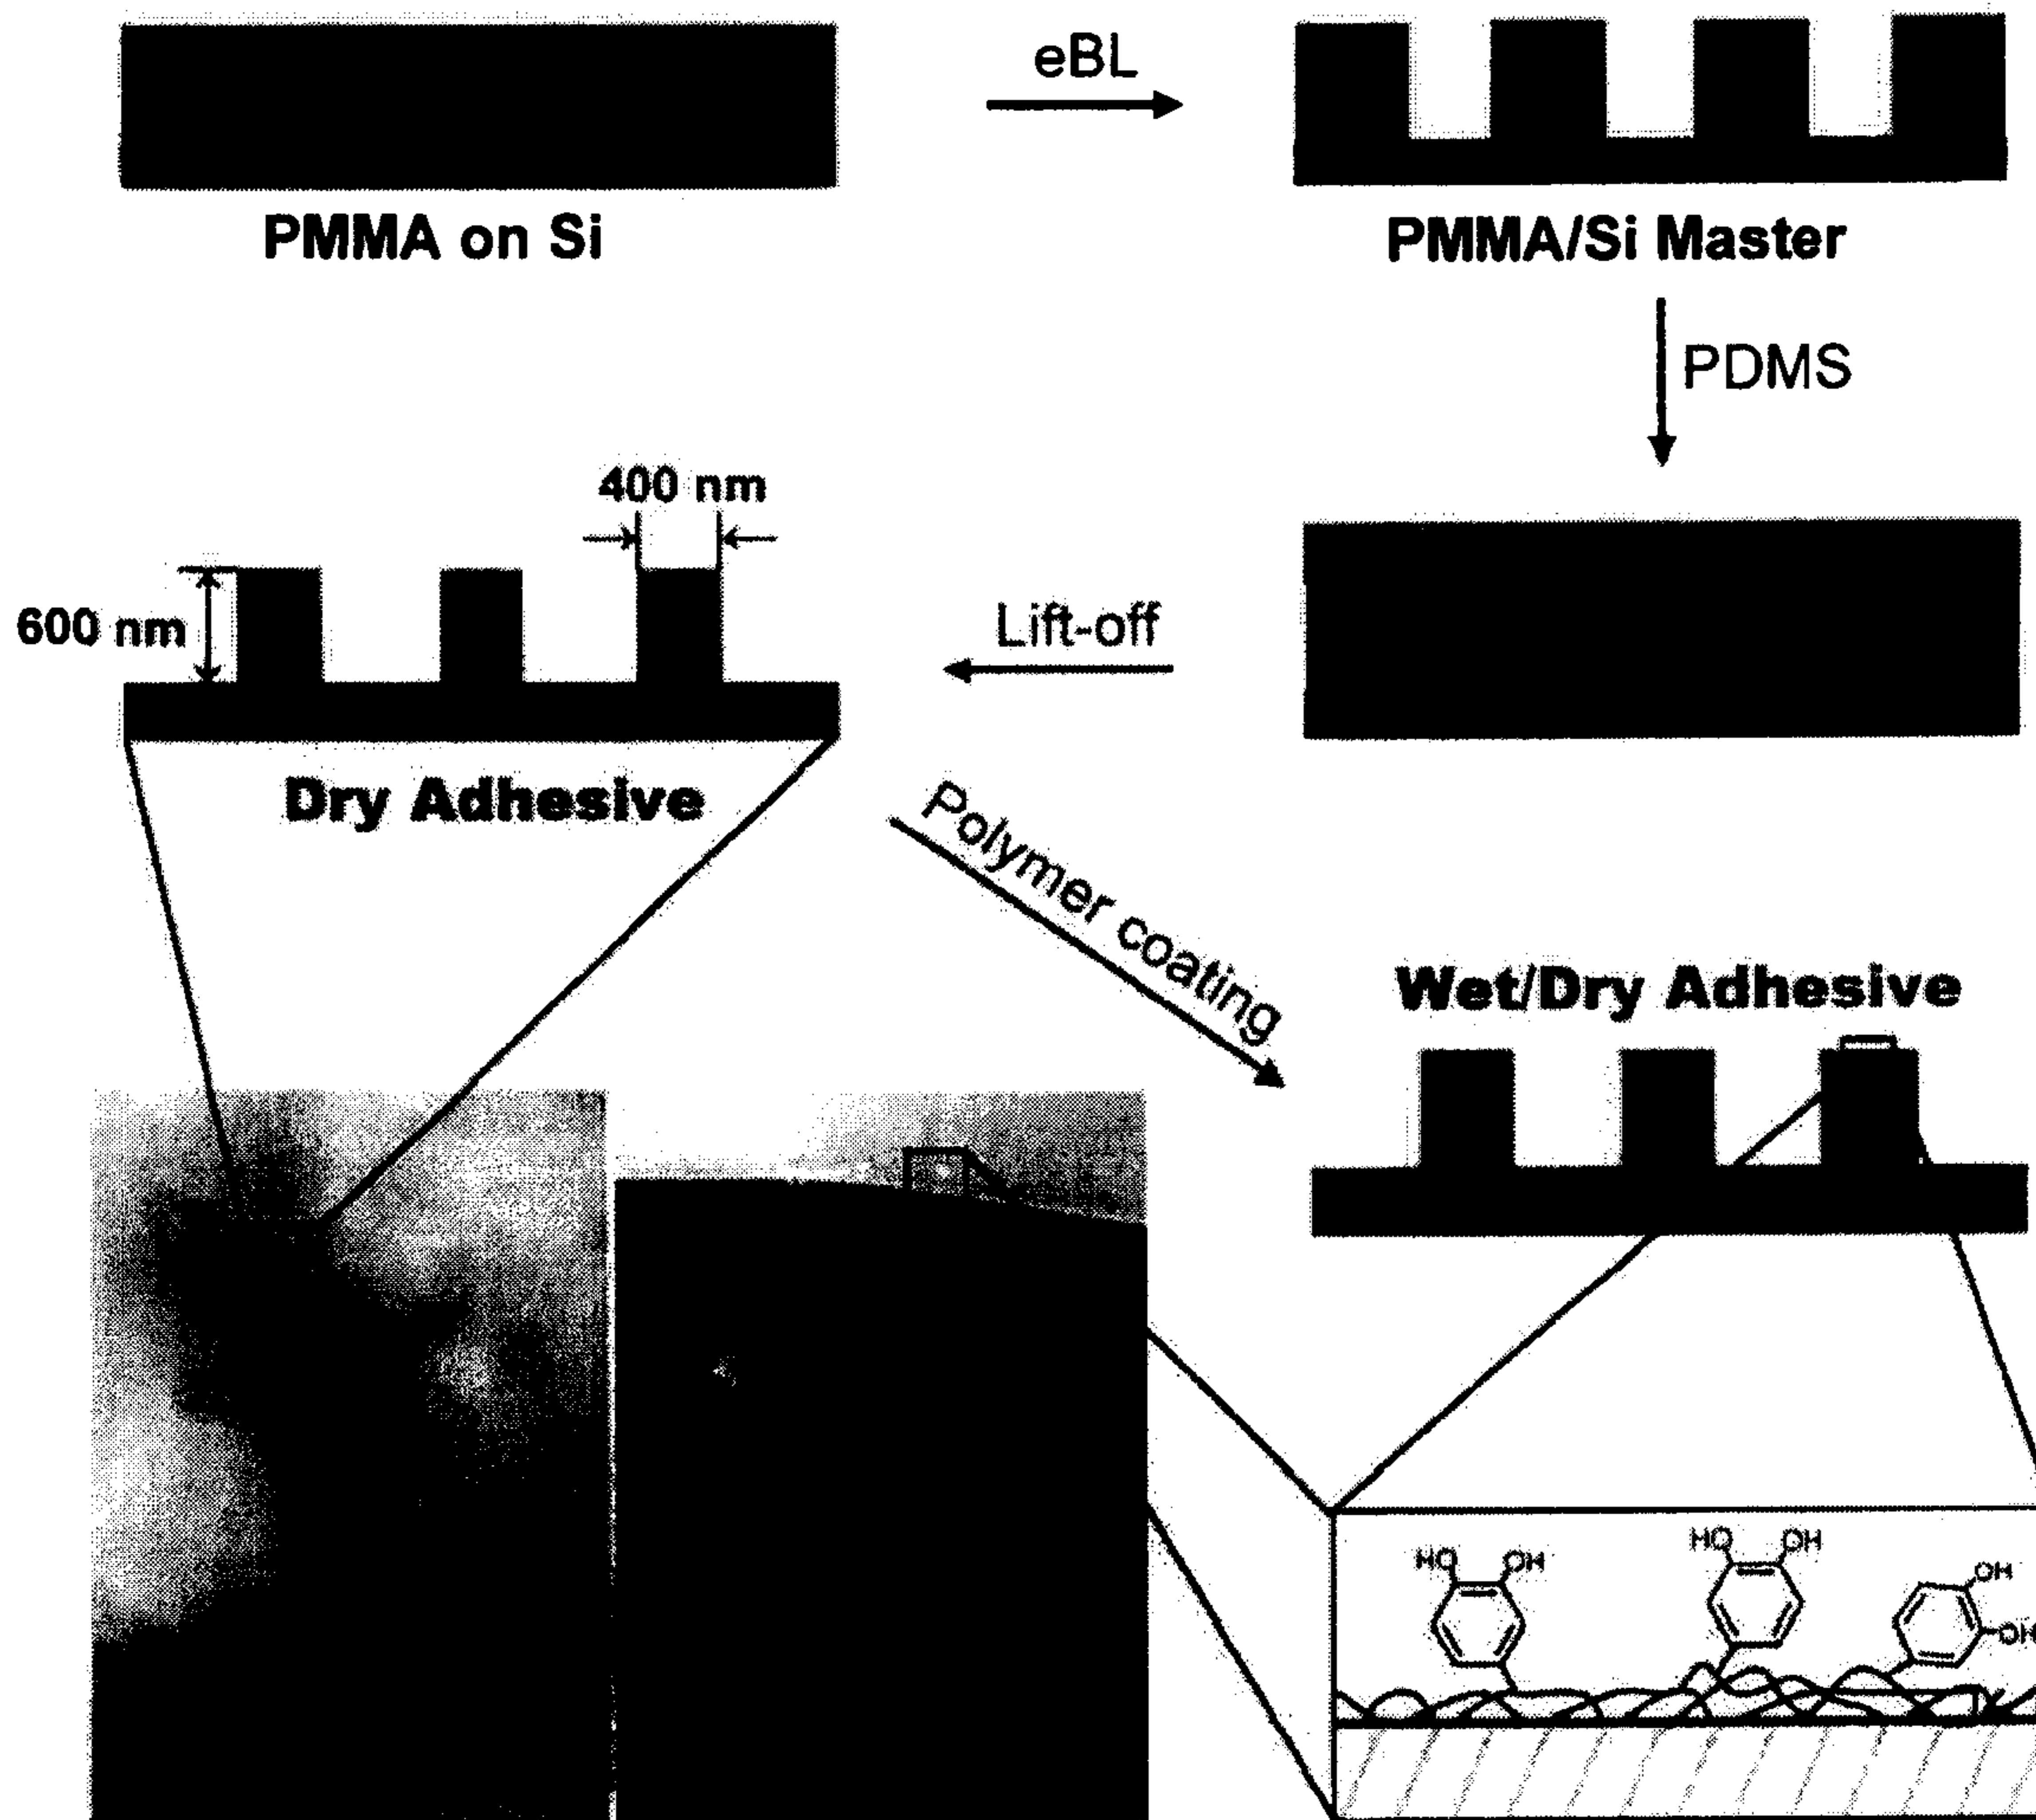 eBL
PMMA on Si
PMMA/Si Master
PDMS
400 nm
600 nm
Lift-off
Dry Adhesive
Polymer coating
Wet/Dry Adhesive
HO OH
HO OH
OH
OH